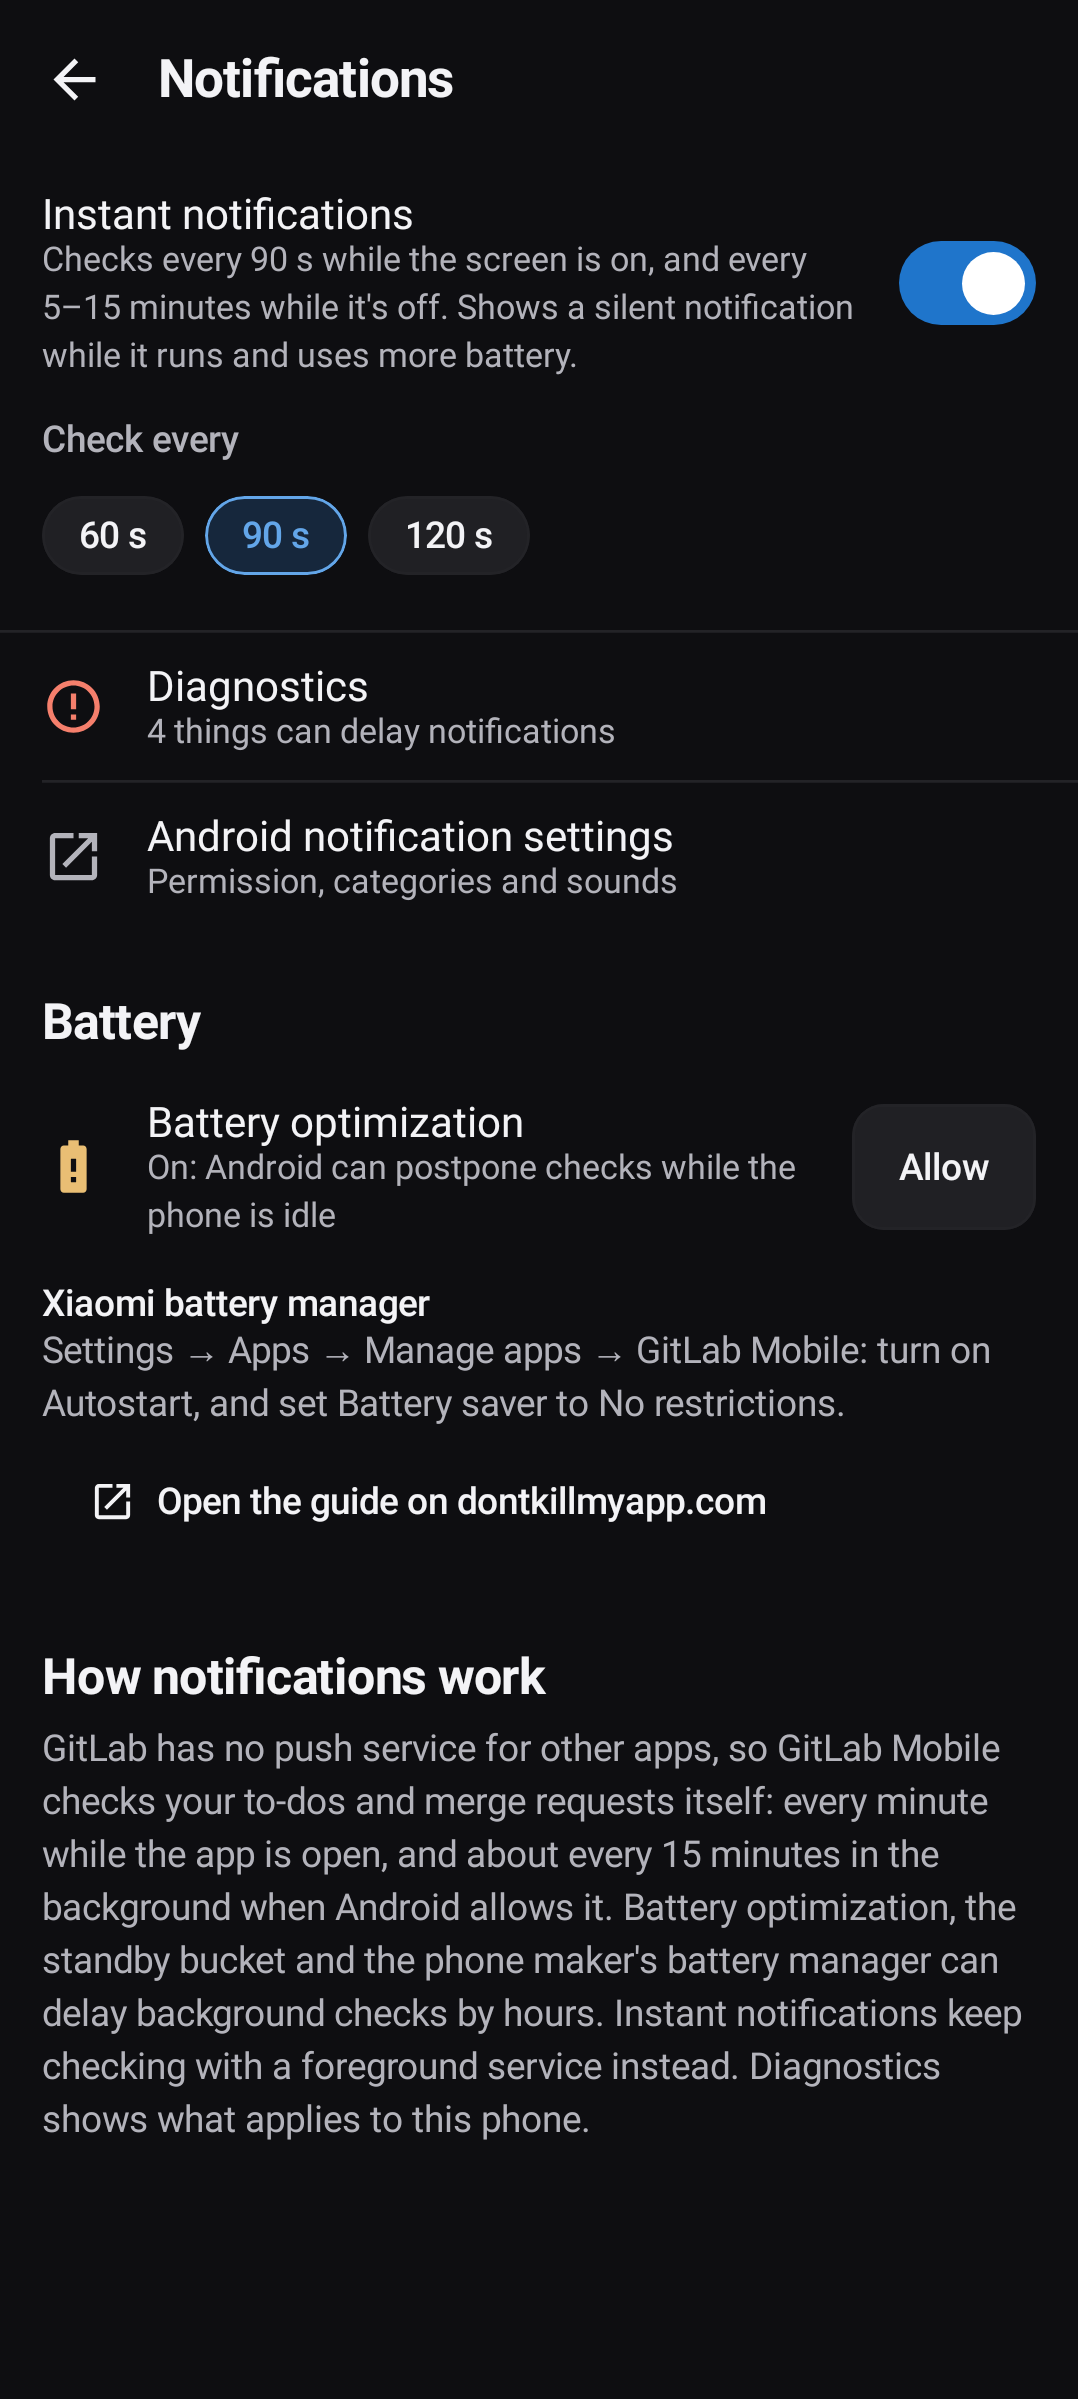 Notifications
Instant notifications
Checks every 90 s while the screen is on, and every
5–15 minutes while it's off. Shows a silent notification
while it runs and uses more battery.
Check every
60 s
90 s
120 s
Diagnostics
4 things can delay notifications
Android notification settings
Permission, categories and sounds
Battery
Battery optimization
On: Android can postpone checks while the
phone is idle
Allow
Xiaomi battery manager
Settings → Apps → Manage apps → GitLab Mobile: turn on
Autostart, and set Battery saver to No restrictions.
Open the guide on dontkillmyapp.com
How notifications work
GitLab has no push service for other apps, so GitLab Mobile
checks your to-dos and merge requests itself: every minute
while the app is open, and about every 15 minutes in the
background when Android allows it. Battery optimization, the
standby bucket and the phone maker's battery manager can
delay background checks by hours. Instant notifications keep
checking with a foreground service instead. Diagnostics
shows what applies to this phone.